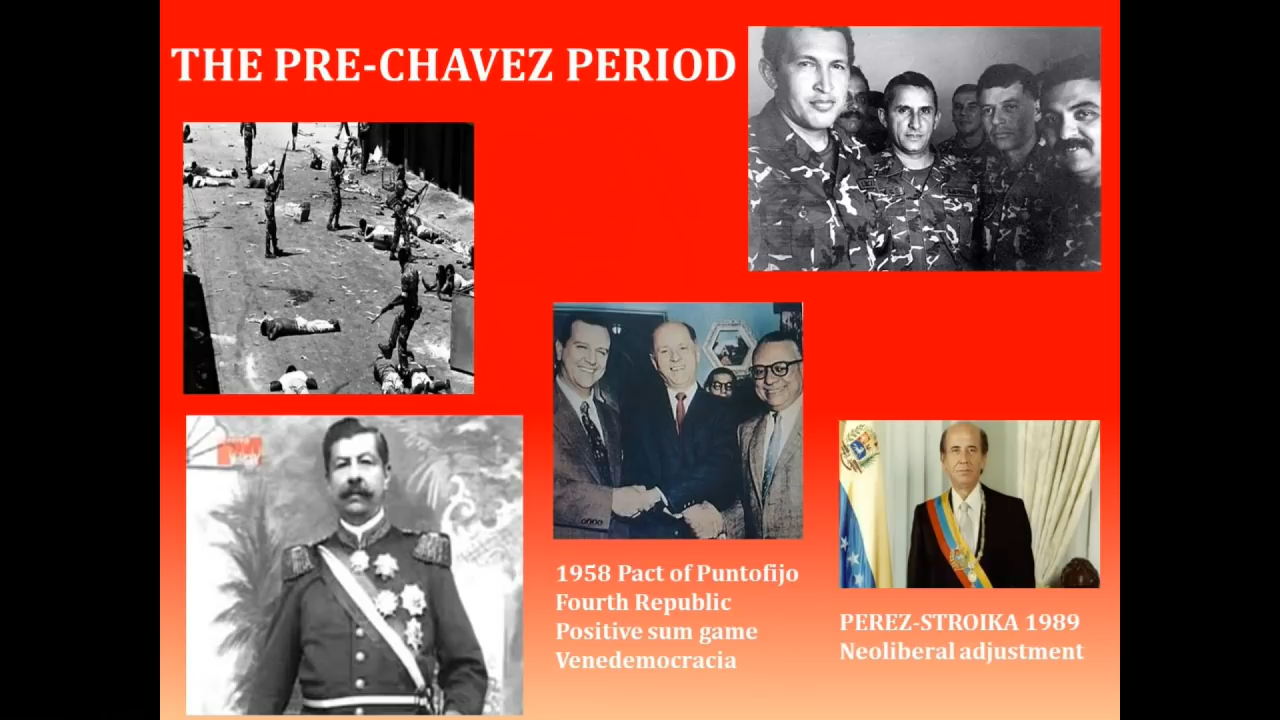 THE PRE-CHAVEZ PERIOD
1958 Pact of Puntofijo
Fourth Republic
Positive sum game
Venedemocracia
PEREZ-STROIKA 1989
Neoliberal adjustment